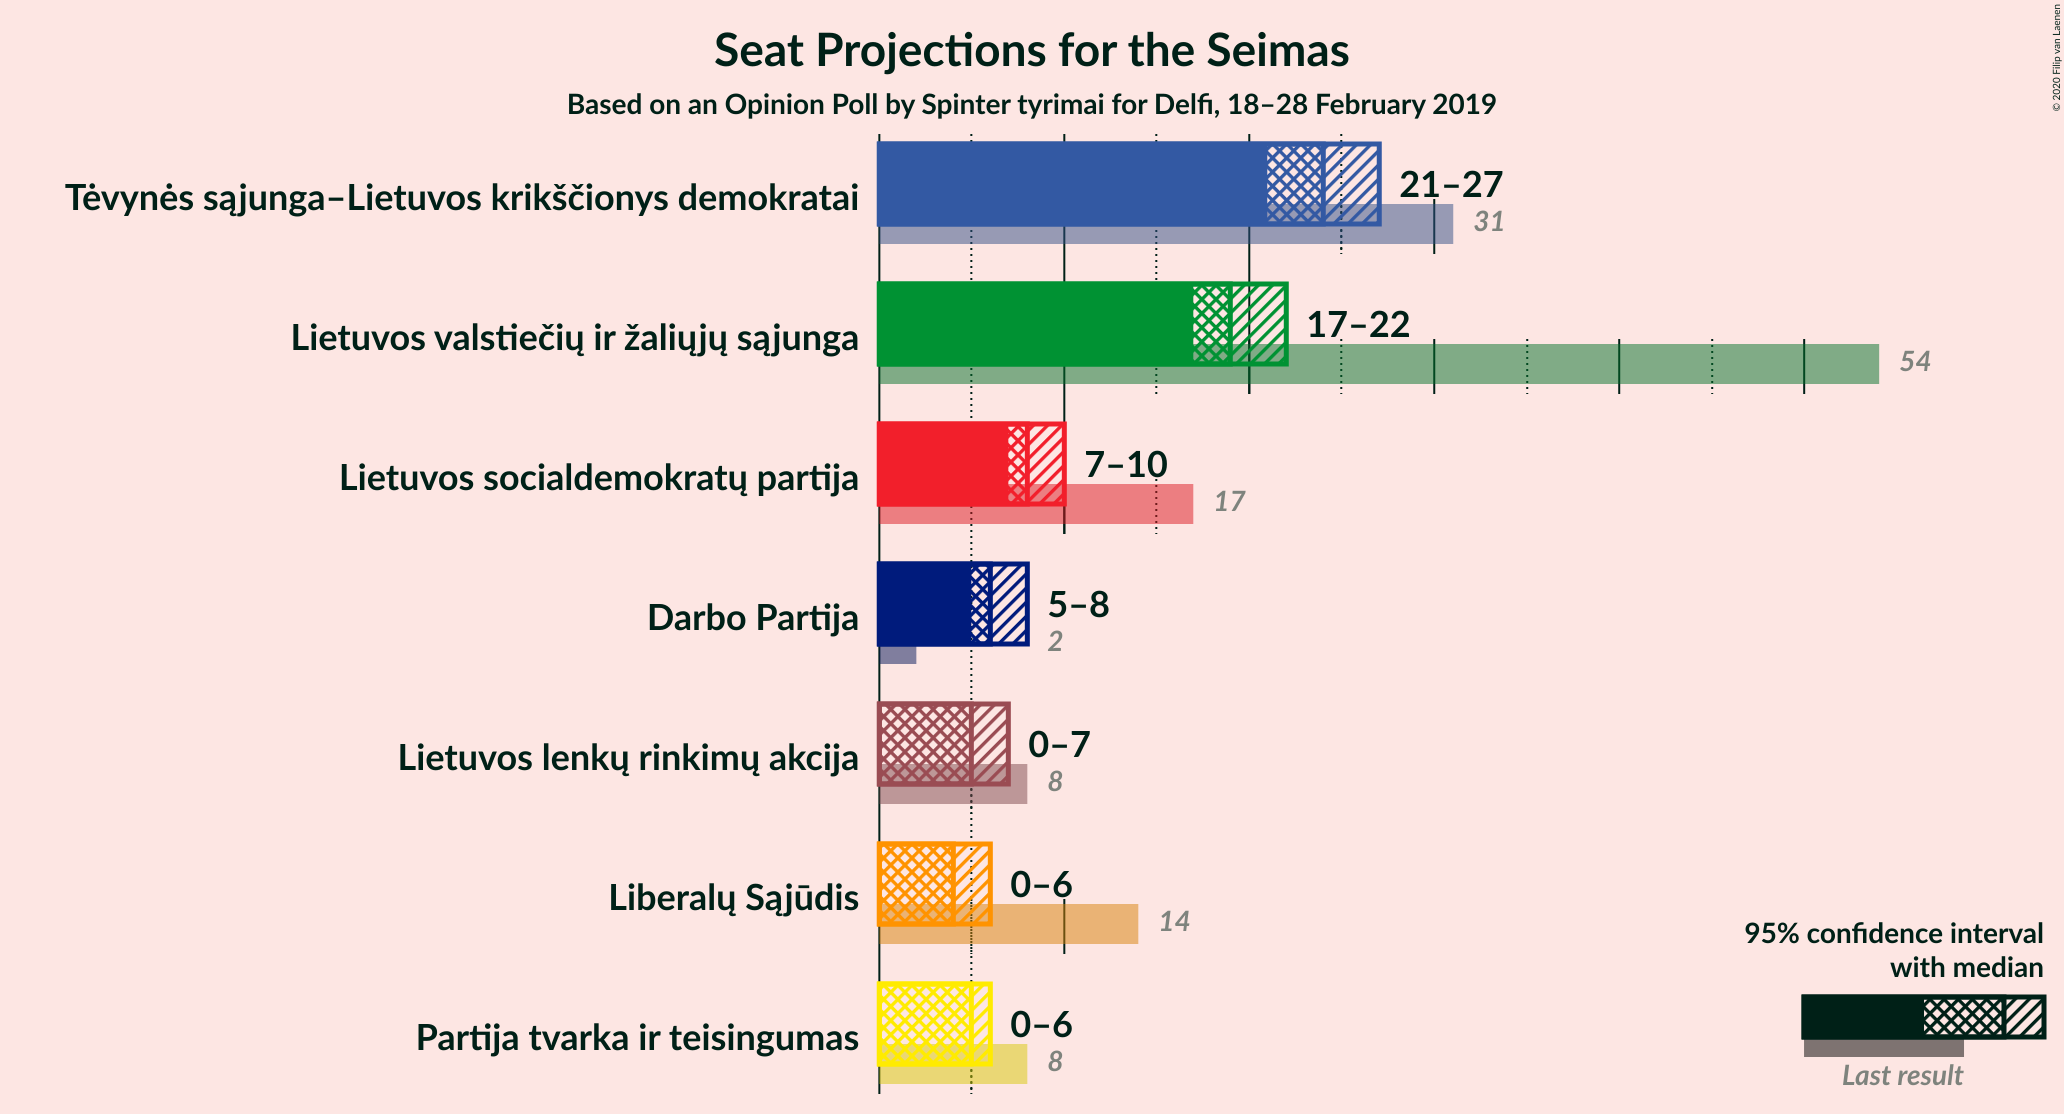 Seat Projections for the Seimas
Based on an Opinion Poll by Spinter tyrimai for Delfi, 18–28 February 2019
© 2020 Filip van Laenen
Tėvynės sąjunga–Lietuvos krikščionys demokratai
21–27
31
Lietuvos valstiečių ir žaliųjų sąjunga
17–22
54
Lietuvos socialdemokratų partija
7–10
17
Darbo Partija
5–8
2
Lietuvos lenkų rinkimų akcija
0–7
8
Liberalų Sąjūdis
0–6
14
Partija tvarka ir teisingumas
0–6
8
95% confidence interval
with median
Last result